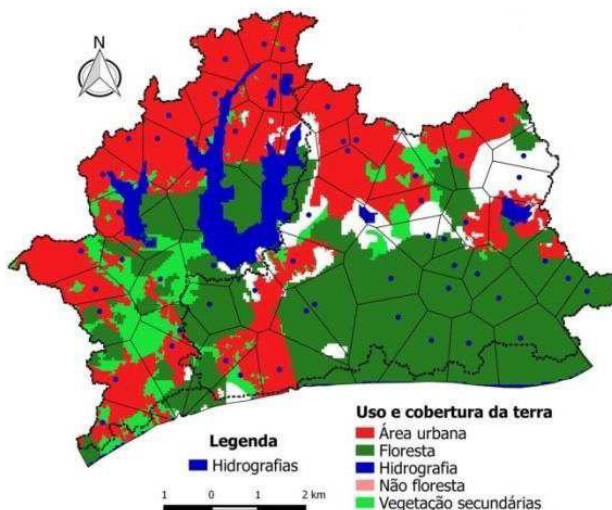 N
Legenda
Hidrografias
1 0 1 2 km
Uso e cobertura da terra
Área urbana
Floresta
Hidrografia
Não floresta
Vegetação secundárias